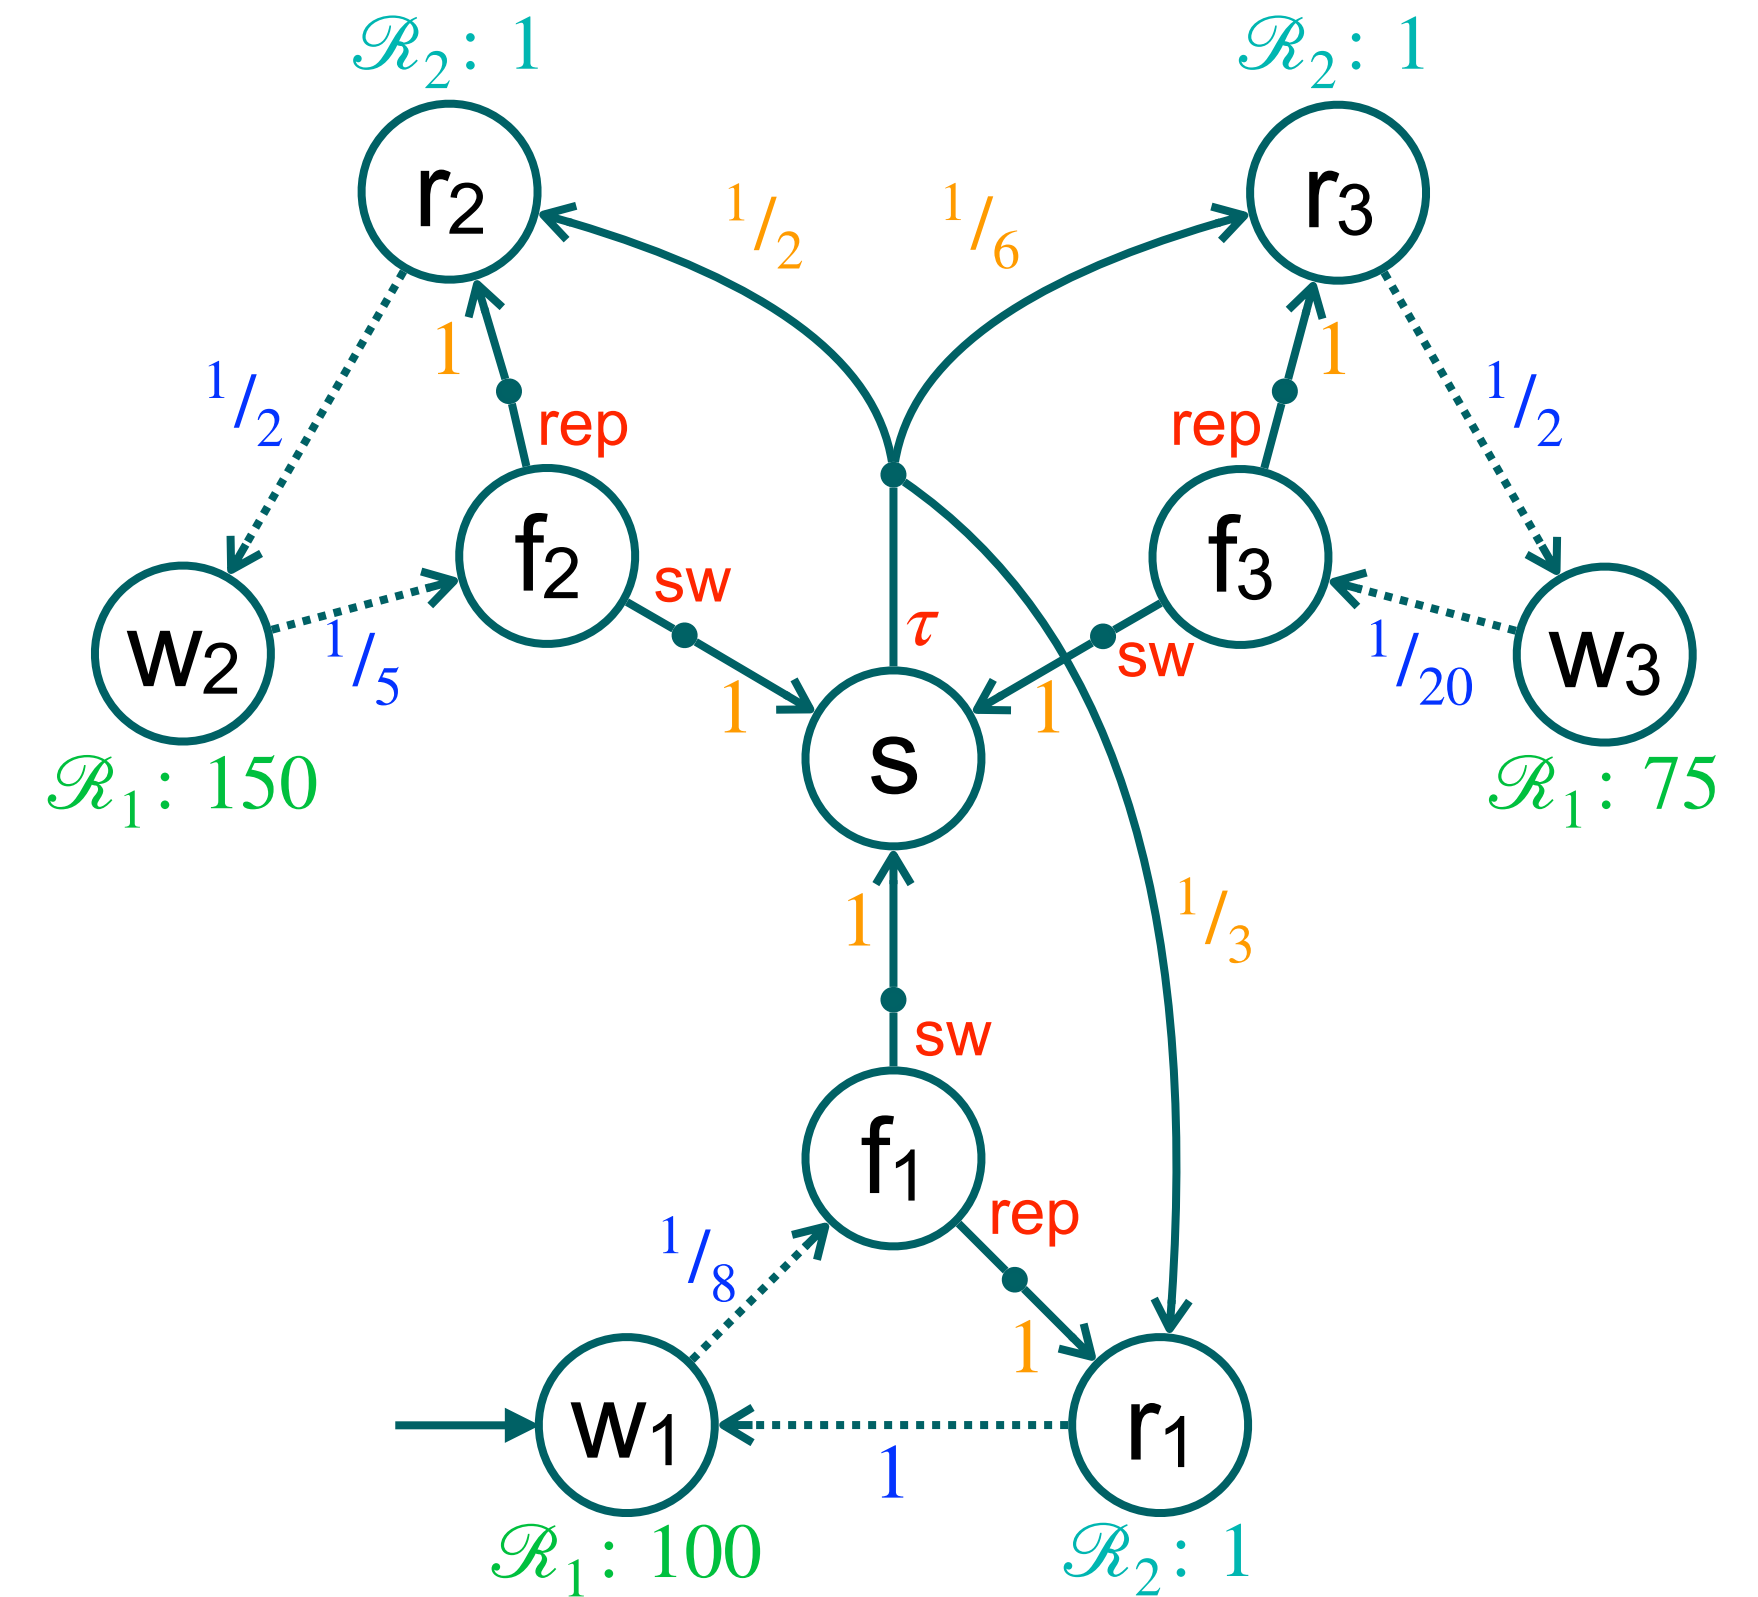 ℛ₂: 1
ℛ₂: 1
r₂
r₃
1/2
1/6
1
1
1/2
1/2
rep
rep
f₂
f₃
sw
τ
sw
w₂
w₃
1/5
1/20
1
1
s
ℛ₁: 150
ℛ₁: 75
1
1/3
sw
f₁
rep
1/8
1
w₁
r₁
1
ℛ₁: 100
ℛ₂: 1